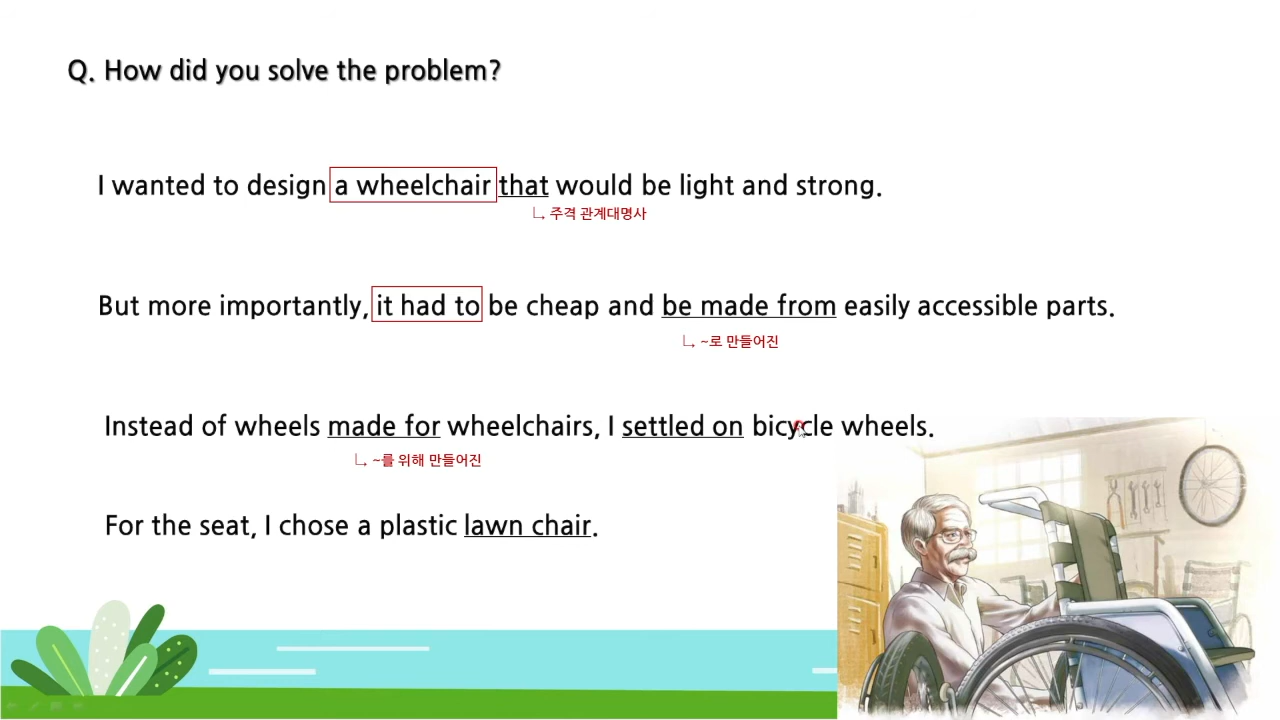 Q. How did you solve the problem?
I wanted to design a wheelchair that would be light and strong.
↳ 주격 관계대명사
But more importantly, it had to be cheap and be made from easily accessible parts.
↳ ~로 만들어진
Instead of wheels made for wheelchairs, I settled on bicycle wheels.
↳ ~를 위해 만들어진
For the seat, I chose a plastic lawn chair.